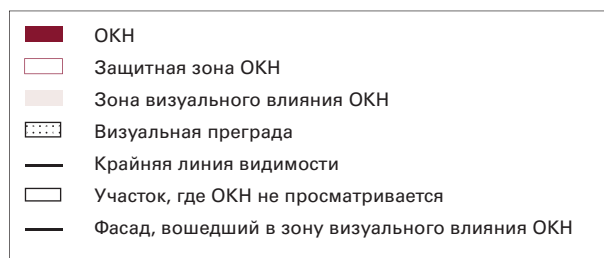 ОКН
Защитная зона ОКН
Зона визуального влияния ОКН
Визуальная преграда
Крайняя линия видимости
Участок, где ОКН не просматривается
Фасад, вошедший в зону визуального влияния ОКН